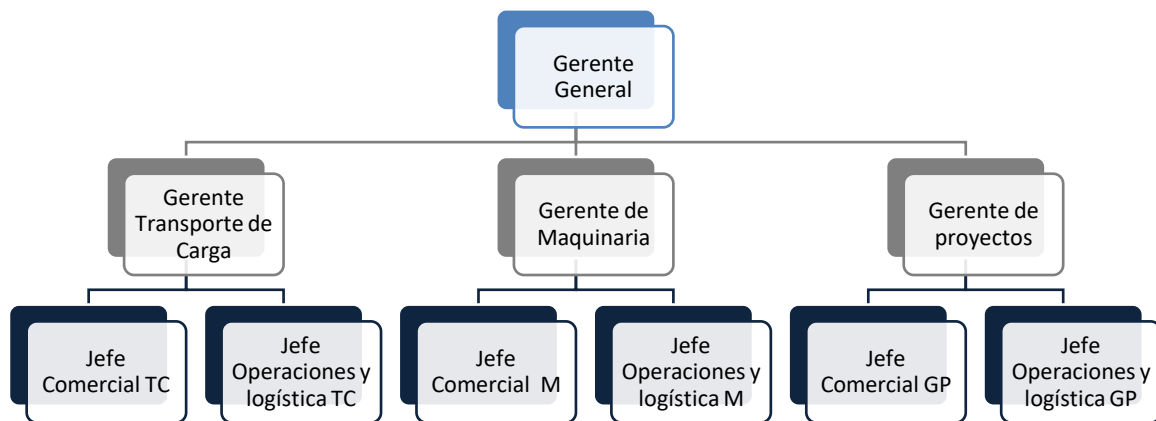 Gerente
General
Gerente
Transporte de
Carga
Gerente de
Maquinaria
Gerente de
proyectos
Jefe
Comercial TC
Jefe
Operaciones y
logística TC
Jefe
Comercial  M
Jefe
Operaciones y
logística M
Jefe
Comercial GP
Jefe
Operaciones y
logística GP